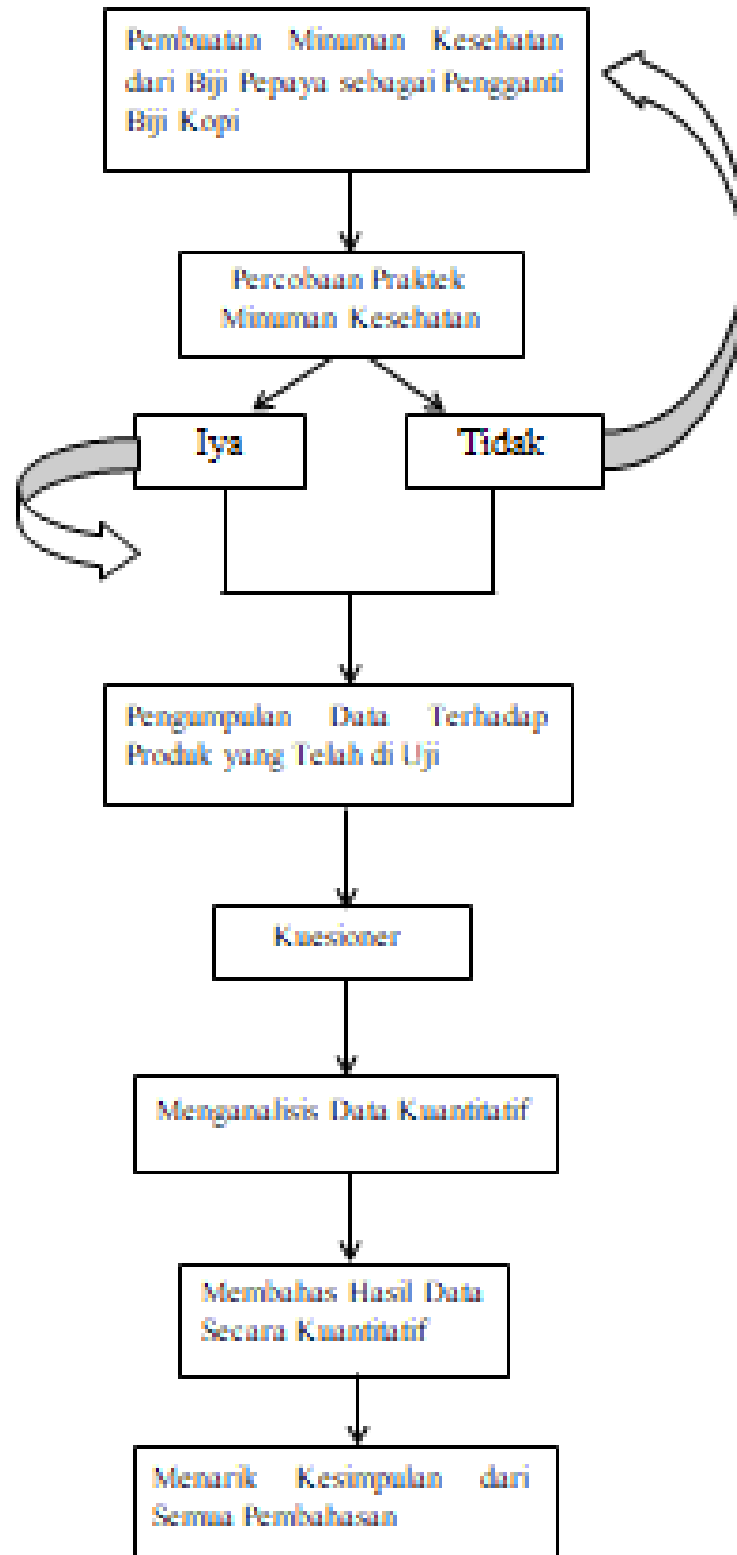 Pembuatan Minuman Kesehatan
dari Biji Pepaya sebagai Pengganti
Biji Kopi
Percobaan Praktek
Minuman Kesehatan
Iya
Tidak
Pengumpulan Data Terhadap
Produk yang Telah di Uji
Kuesioner
Menganalisis Data Kuantitatif
Membahas Hasil Data
Secara Kuantitatif
Menarik Kesimpulan dari
Semua Pembahasan